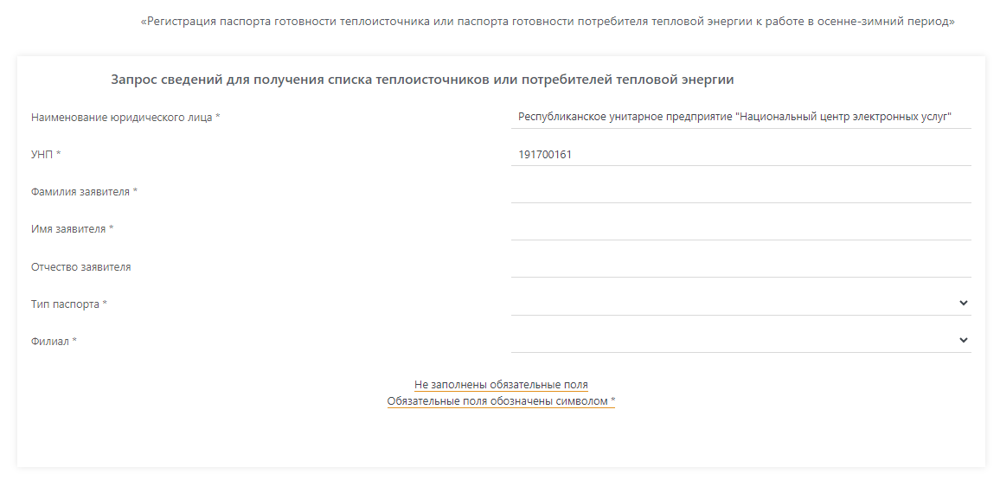 «Регистрация паспорта готовности теплоисточника или паспорта готовности потребителя тепловой энергии к работе в осенне-зимний период»
Запрос сведений для получения списка теплоисточников или потребителей тепловой энергии
Наименование юридического лица * Республиканское унитарное предприятие "Национальный центр электронных услуг"
УНП * 191700161
Фамилия заявителя *
Имя заявителя *
Отчество заявителя
Тип паспорта *
Филиал *
Не заполнены обязательные поля
Обязательные поля обозначены символом *